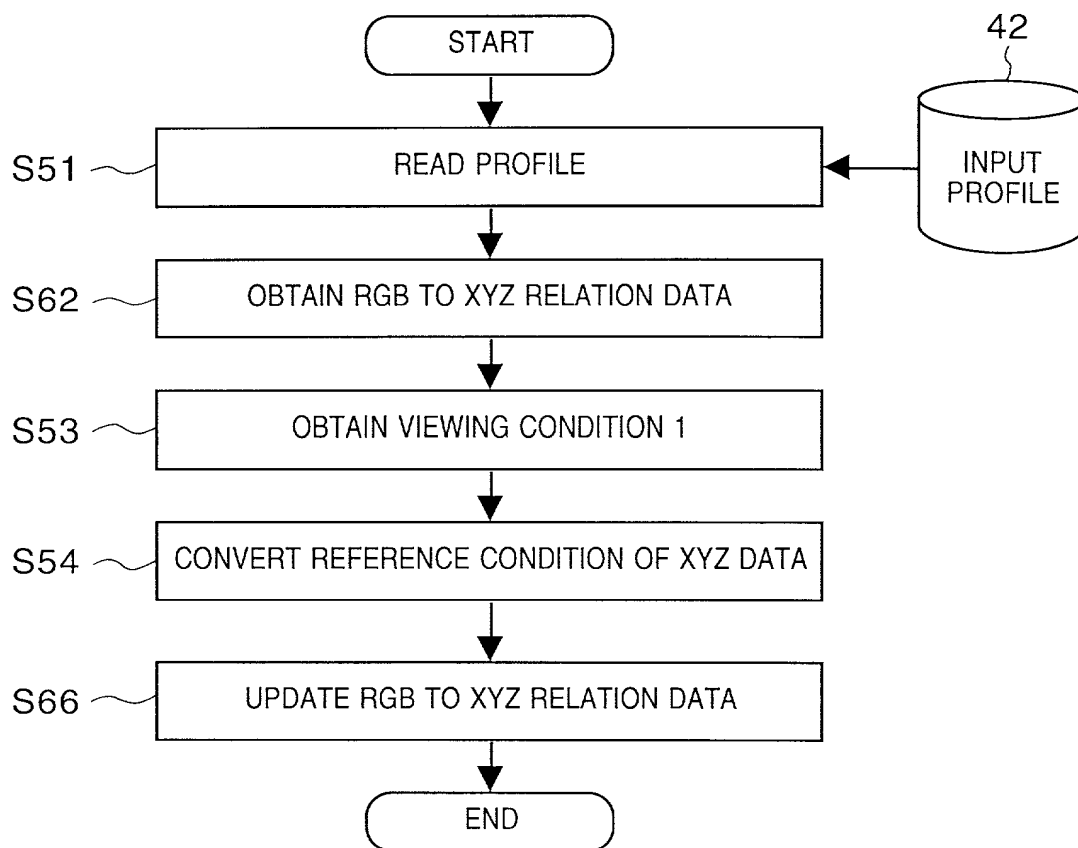 START
42
S51
READ PROFILE
INPUT
PROFILE
S62
OBTAIN RGB TO XYZ RELATION DATA
S53
OBTAIN VIEWING CONDITION 1
S54
CONVERT REFERENCE CONDITION OF XYZ DATA
S66
UPDATE RGB TO XYZ RELATION DATA
END